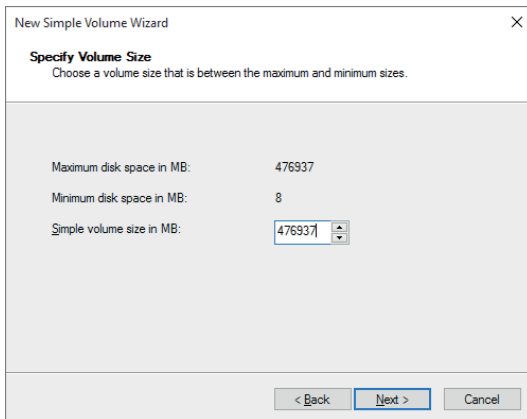 New Simple Volume Wizard
Specify Volume Size
Choose a volume size that is between the maximum and minimum sizes.
Maximum disk space in MB: 476937
Minimum disk space in MB: 8
Simple volume size in MB: 476937
< Back Next > Cancel